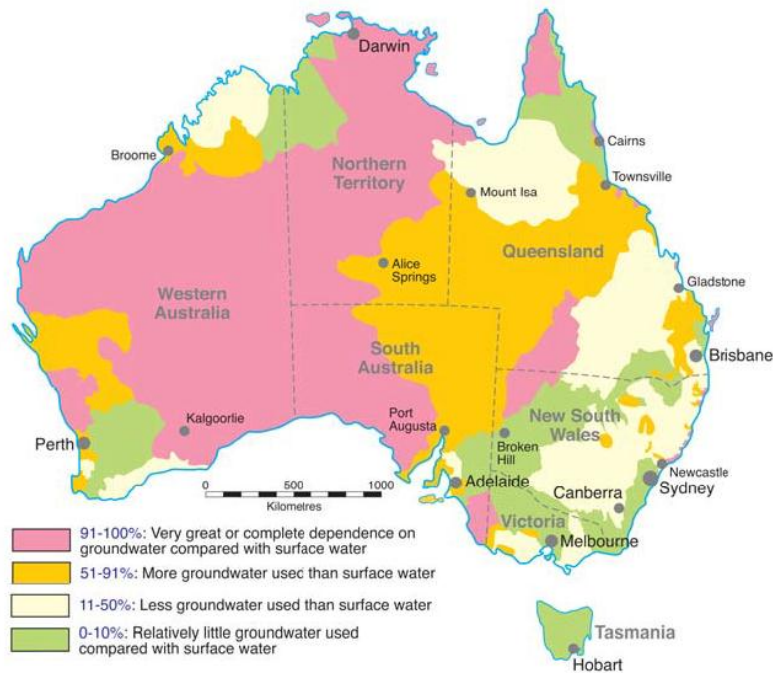 Darwin
Cairns
Broome
Northern
Territory
Townsville
Mount Isa
Queensland
Alice
Springs
Gladstone
Western
Australia
South
Australia
Brisbane
Port
Augusta
New South
Wales
Kalgoorlie
Perth
Broken
Hill
Newcastle
Sydney
Adelaide
Canberra
0 500 1000
Kilometres
Victoria
Melbourne
91-100%: Very great or complete dependence on
groundwater compared with surface water
51-91%: More groundwater used than surface water
11-50%: Less groundwater used than surface water
0-10%: Relatively little groundwater used
compared with surface water
Tasmania
Hobart